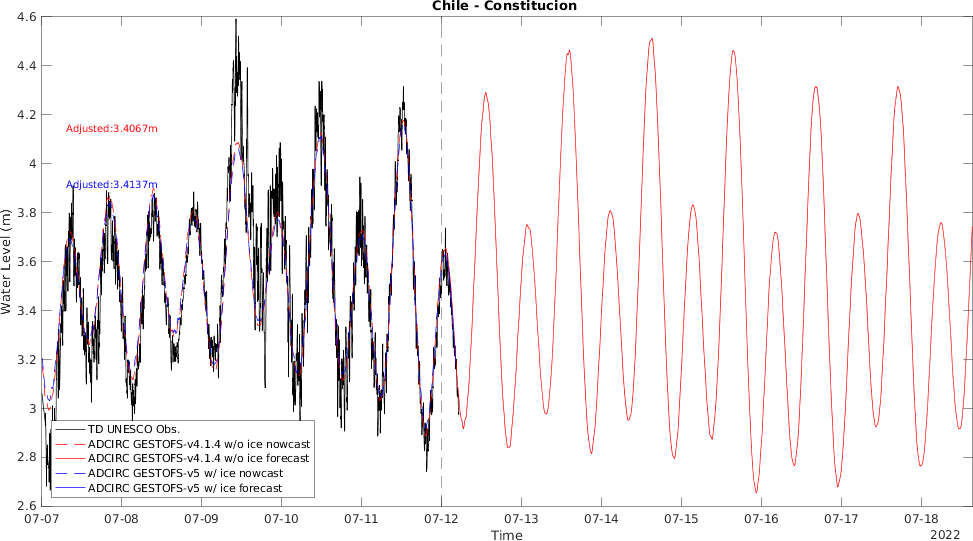 Chile - Constitucion
4.6
4.4
4.2
4
3.8
3.6
3.4
3.2
3
2.8
2.6
Water Level (m)
Adjusted:3.4067m
Adjusted:3.4137m
TD UNESCO Obs.
ADCIRC GESTOFS-v4.1.4 w/o ice nowcast
ADCIRC GESTOFS-v4.1.4 w/o ice forecast
ADCIRC GESTOFS-v5 w/ ice nowcast
ADCIRC GESTOFS-v5 w/ ice forecast
07-07 07-08 07-09 07-10 07-11 07-12 07-13 07-14 07-15 07-16 07-17 07-18
Time
2022